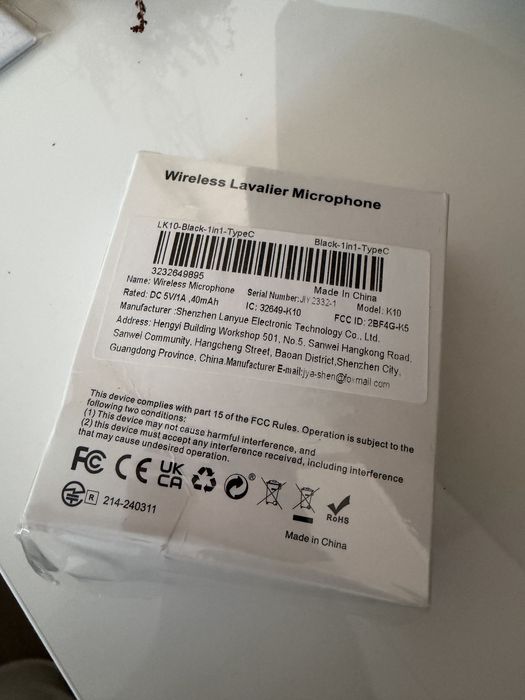 Wireless Lavalier Microphone
LK10-Black-1in1-TypeC Black-1in1-TypeC
3232649895 Made In China
Name: Wireless Microphone Serial Number: JIY2332-1 Model: K10
Rated: DC 5V/1A ,40mAh IC: 32649-K10 FCC ID: 2BF4G-K5
Manufacturer :Shenzhen Lanyue Electronic Technology Co., Ltd.
Address: Hengyi Building Workshop 501, No.5, Sanwei Hangkong Road,
Sanwei Community, Hangcheng Street, Baoan District,Shenzhen City,
Guangdong Province, China.Manufacturer E-mail:jya-shen@foxmail.com
This device complies with part 15 of the FCC Rules. Operation is subject to the
following two conditions:
(1) This device may not cause harmful interference, and
(2) this device must accept any interference received, including interference
that may cause undesired operation.
FC CE UK
CA
RoHS
R 214-240311
Made in China